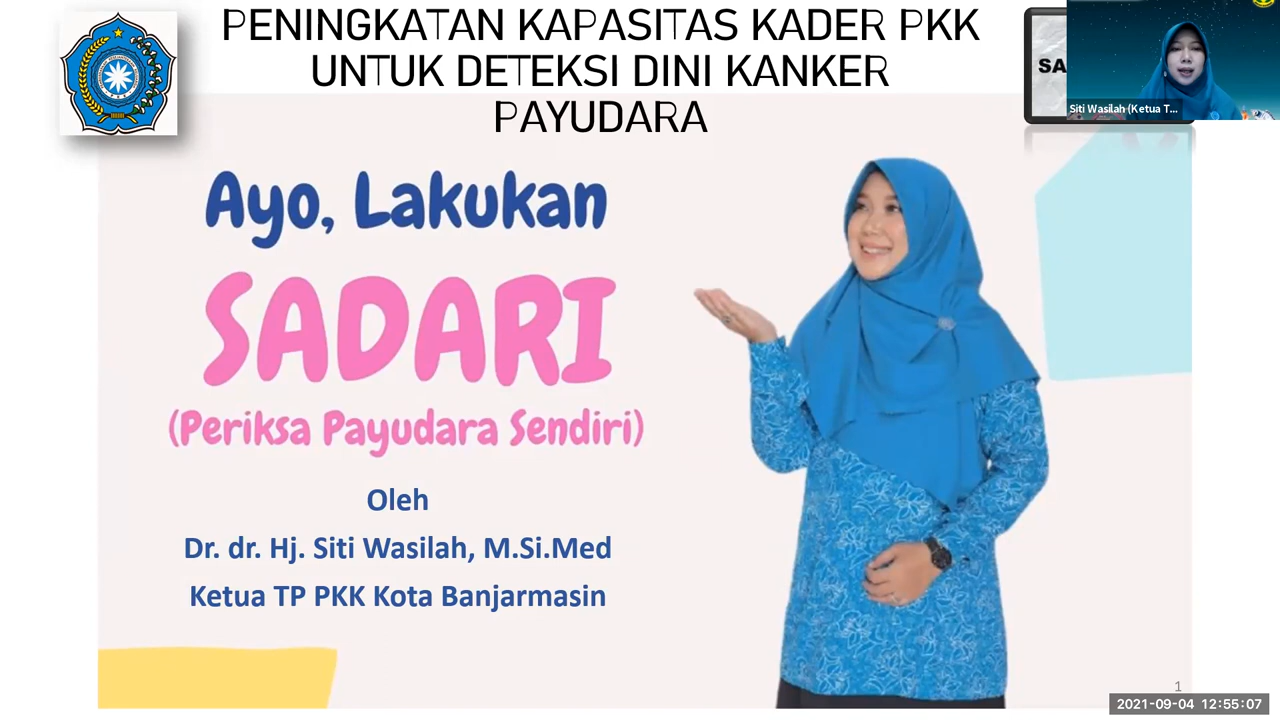 PENINGKATAN KAPASITAS KADER PKK
UNTUK DETEKSI DINI KANKER
PAYUDARA
SA
Siti Wasilah (Ketua T...
Ayo, Lakukan
SADARI
(Periksa Payudara Sendiri)
Oleh
Dr. dr. Hj. Siti Wasilah, M.Si.Med
Ketua TP PKK Kota Banjarmasin
1
2021-09-04 12:55:07